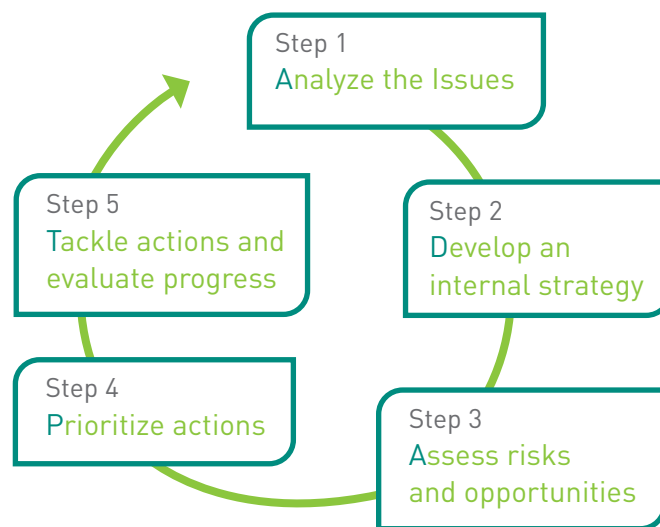 Step 1
Analyze the Issues
Step 2
Develop an
internal strategy
Step 3
Assess risks
and opportunities
Step 4
Prioritize actions
Step 5
Tackle actions and
evaluate progress